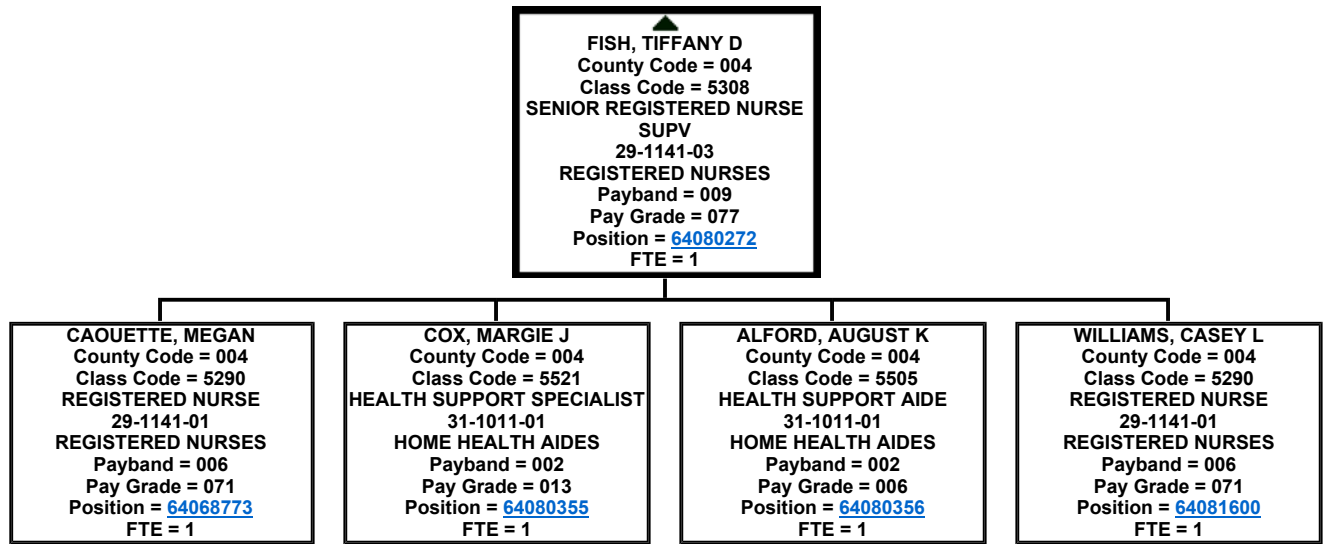 FISH, TIFFANY D
County Code = 004
Class Code = 5308
SENIOR REGISTERED NURSE
SUPV
29-1141-03
REGISTERED NURSES
Payband = 009
Pay Grade = 077
Position = 64080272
FTE = 1
CAOUETTE, MEGAN
County Code = 004
Class Code = 5290
REGISTERED NURSE
29-1141-01
REGISTERED NURSES
Payband = 006
Pay Grade = 071
Position = 64068773
FTE = 1
COX, MARGIE J
County Code = 004
Class Code = 5521
HEALTH SUPPORT SPECIALIST
31-1011-01
HOME HEALTH AIDES
Payband = 002
Pay Grade = 013
Position = 64080355
FTE = 1
ALFORD, AUGUST K
County Code = 004
Class Code = 5505
HEALTH SUPPORT AIDE
31-1011-01
HOME HEALTH AIDES
Payband = 002
Pay Grade = 006
Position = 64080356
FTE = 1
WILLIAMS, CASEY L
County Code = 004
Class Code = 5290
REGISTERED NURSE
29-1141-01
REGISTERED NURSES
Payband = 006
Pay Grade = 071
Position = 64081600
FTE = 1